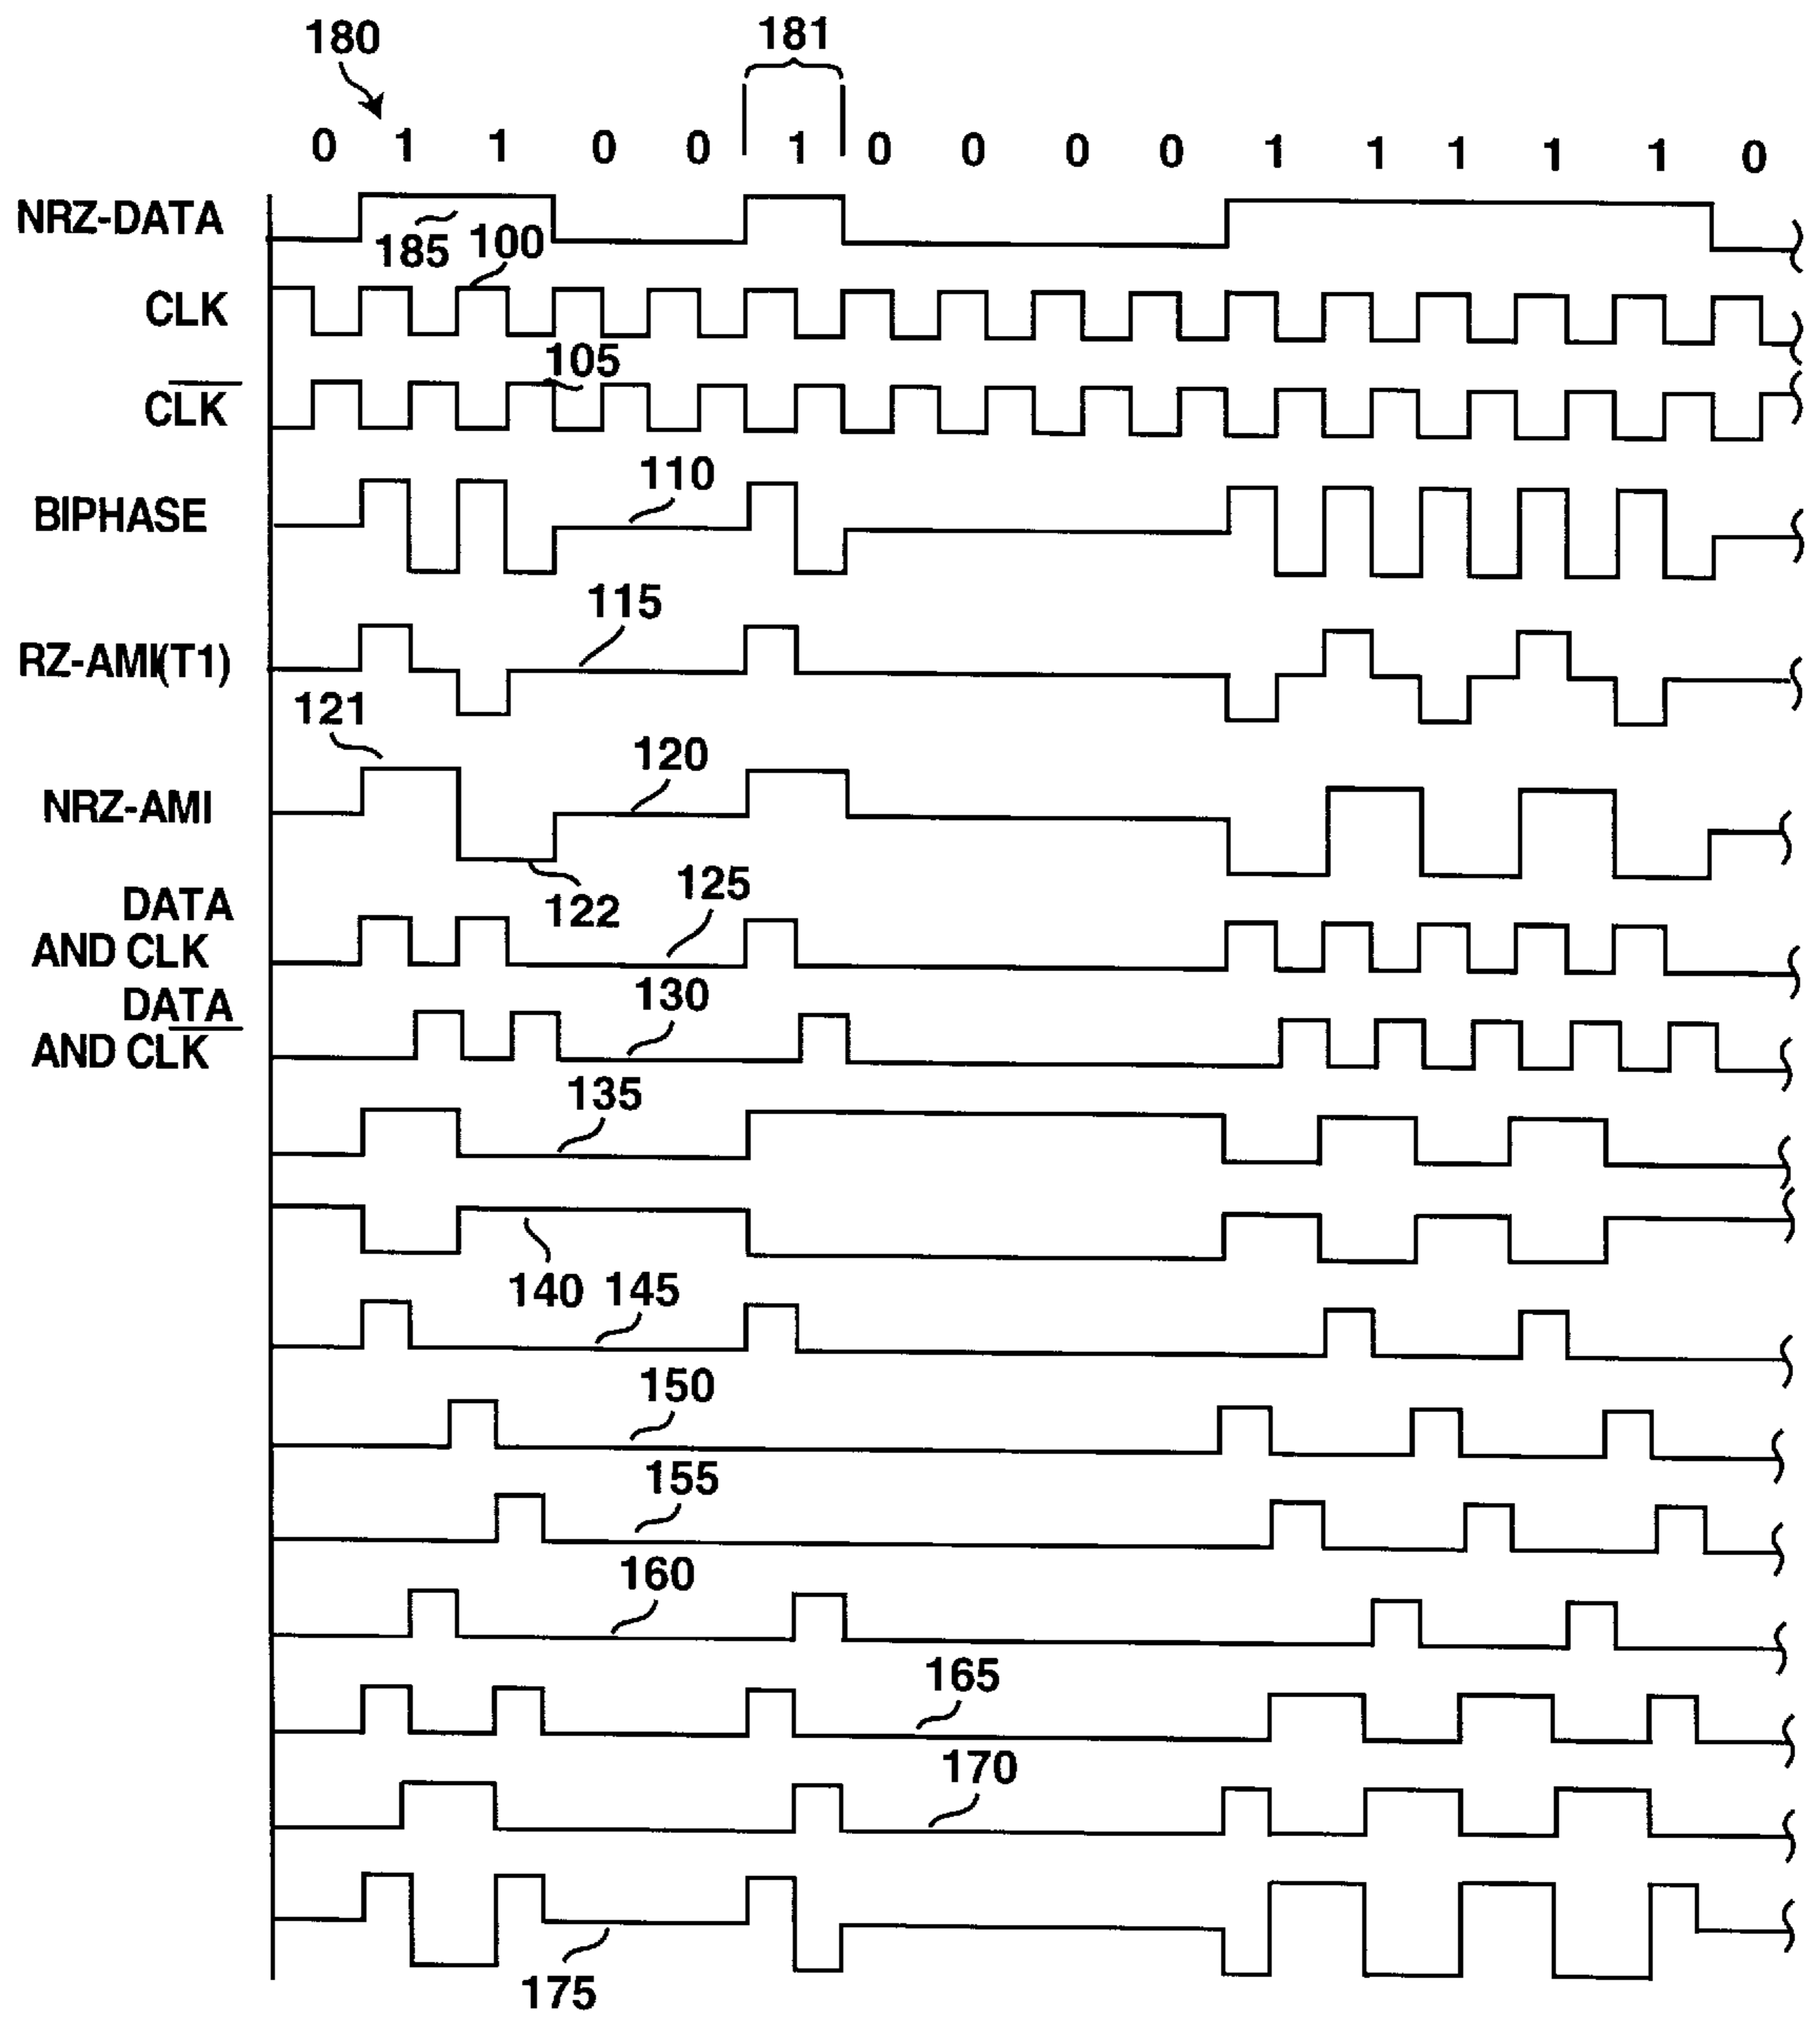 180
181
0 1 1 0 0 1 0 0 0 0 1 1 1 1 1 0
NRZ-DATA
185
100
CLK
105
C̅L̅K̅
110
BIPHASE
115
RZ-AMI(T1)
121
120
NRZ-AMI
122
125
DATA
AND CLK
130
DATA
AND C̅L̅K̅
135
140
145
150
155
160
165
170
175